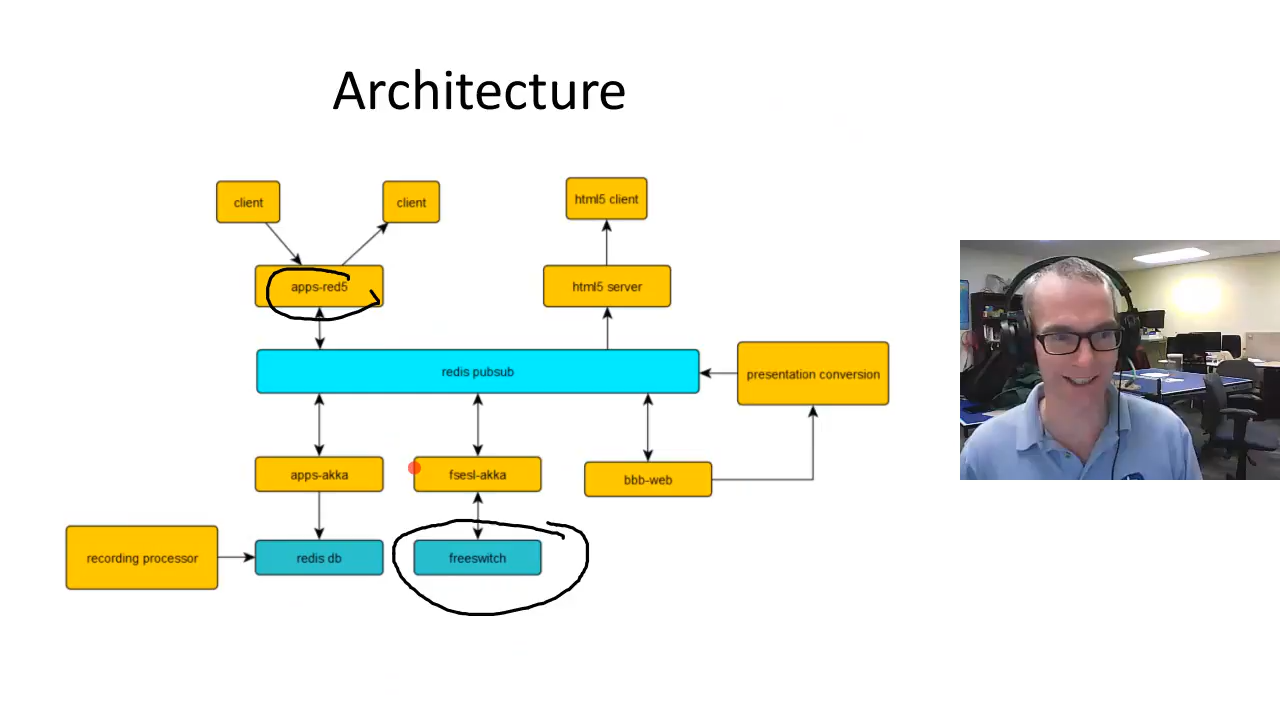 Architecture
client
client
html5 client
apps-red5
html5 server
redis pubsub
presentation conversion
apps-akka
fsesl-akka
bbb-web
recording processor
redis db
freeswitch